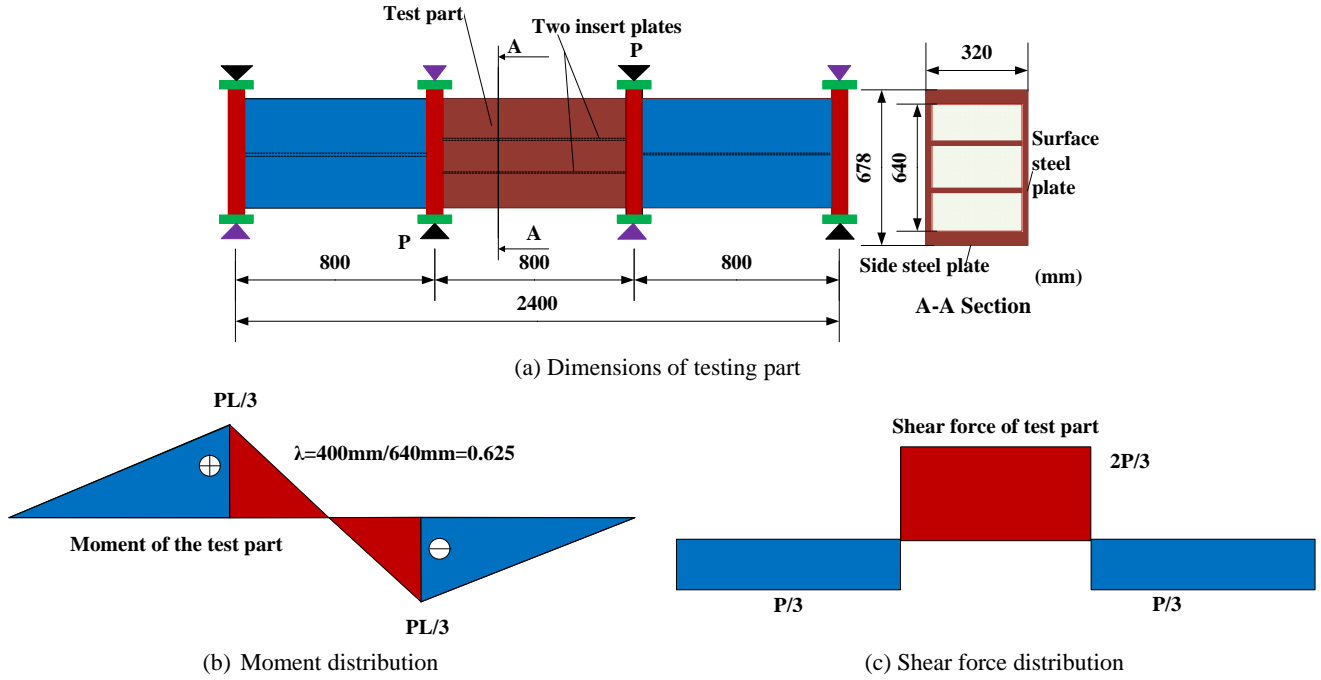 Test part
Two insert plates
A
P
320
678
640
Surface
steel
plate
P
A
800
800
800
Side steel plate
(mm)
2400
A-A Section
(a) Dimensions of testing part
PL/3
λ=400mm/640mm=0.625
Moment of the test part
PL/3
(b) Moment distribution
Shear force of test part
2P/3
P/3
P/3
(c) Shear force distribution